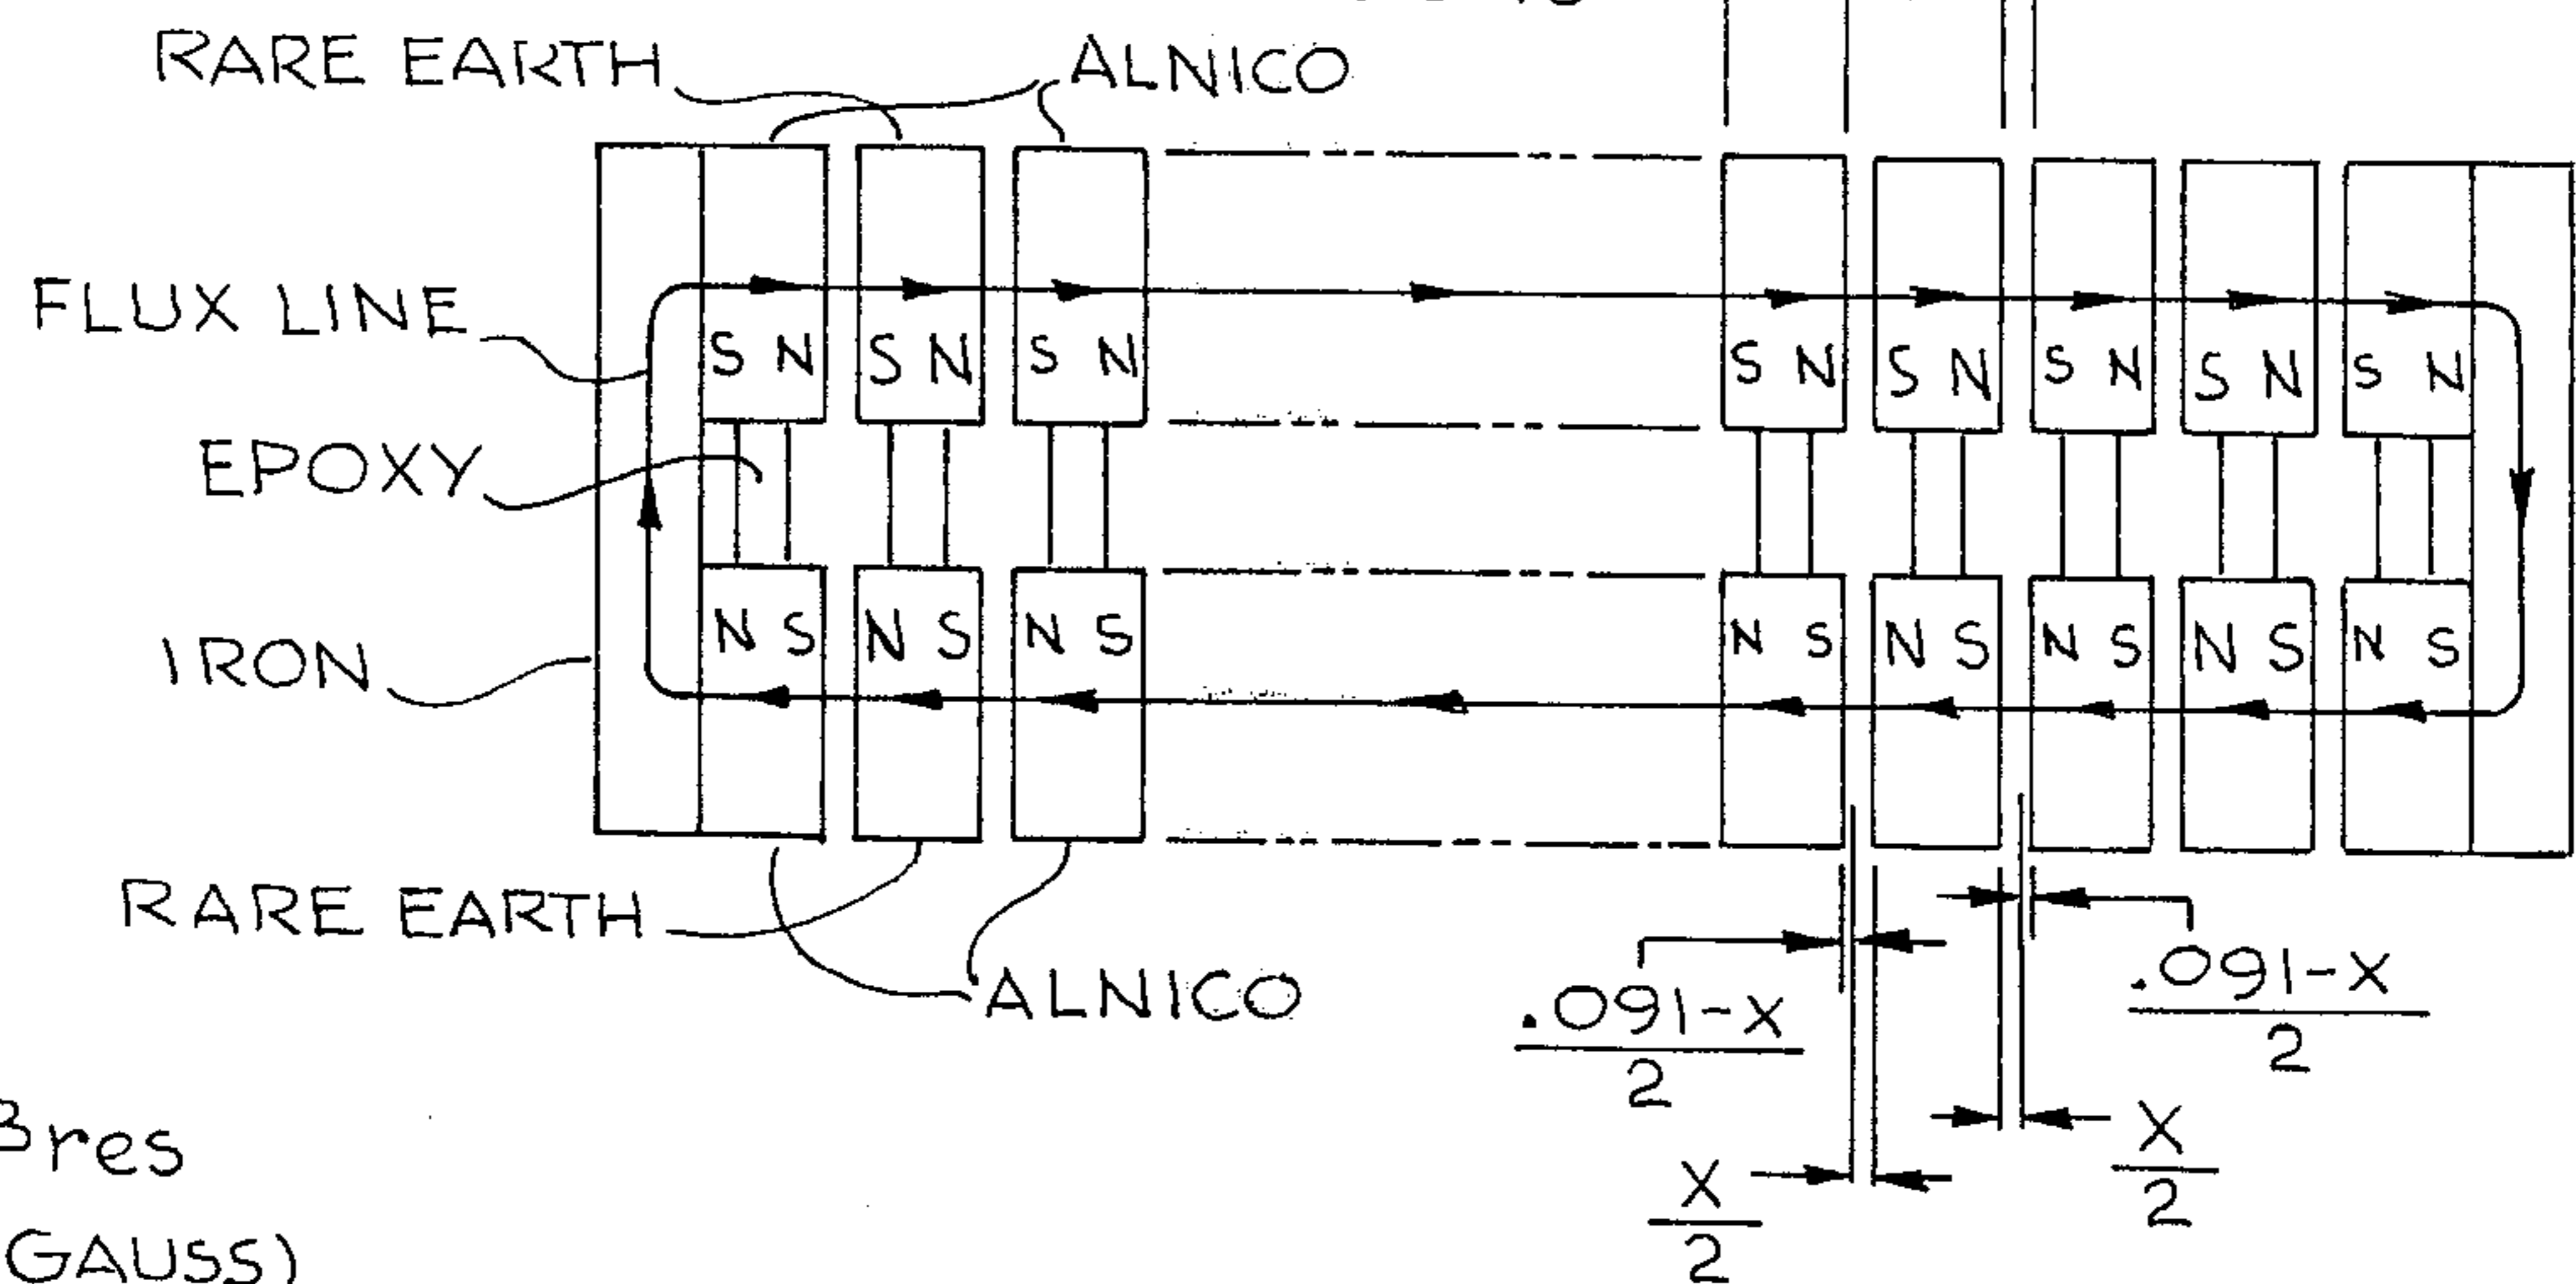 RARE EARTH
ALNICO
FLUX LINE
S N S N S N S N S N S N S N S N
EPOXY
N S N S N S N S N S N S N S N S
IRON
RARE EARTH
ALNICO
.091-X
2
.091-X
2
X
2
X
2
Bres
(GAUSS)